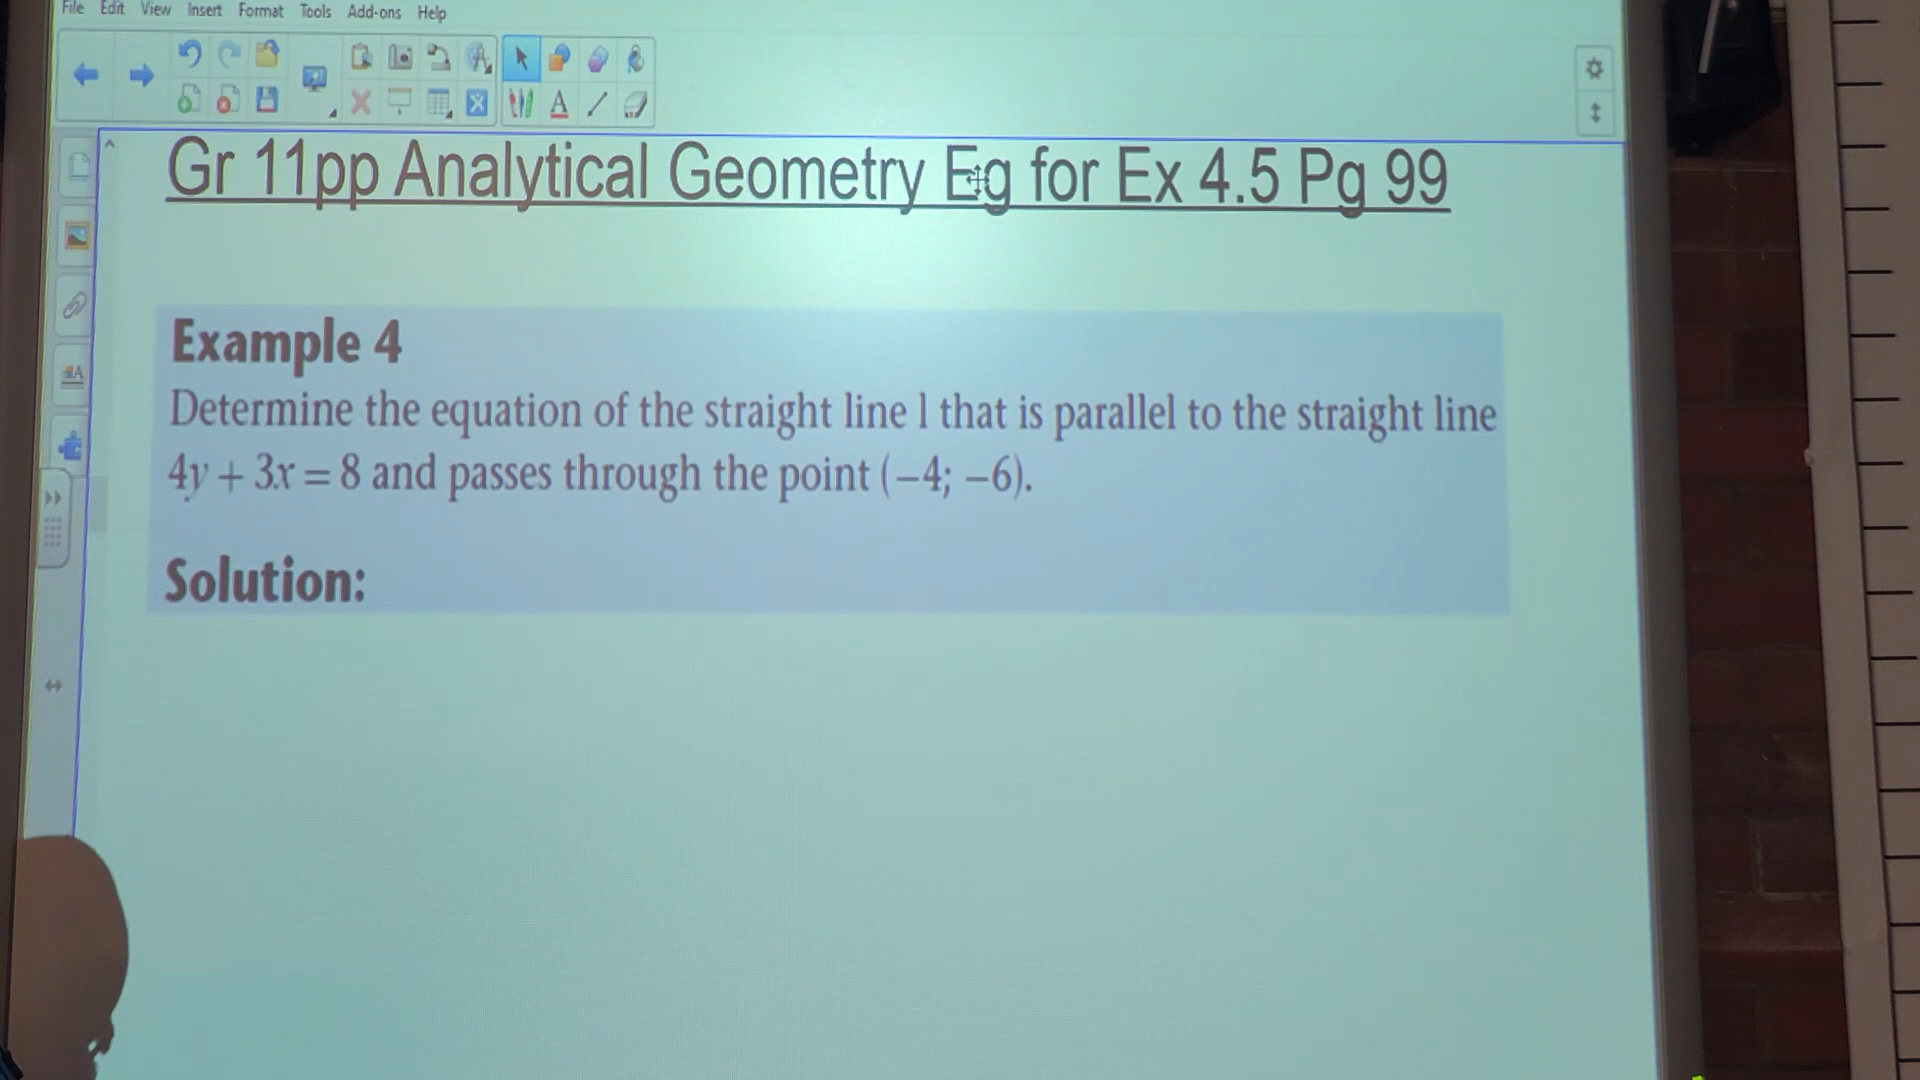 File Edit View Insert Format Tools Add-ons Help
Gr 11pp Analytical Geometry Eg for Ex 4.5 Pg 99
Example 4
Determine the equation of the straight line l that is parallel to the straight line
4y + 3x = 8 and passes through the point (−4; −6).
Solution: